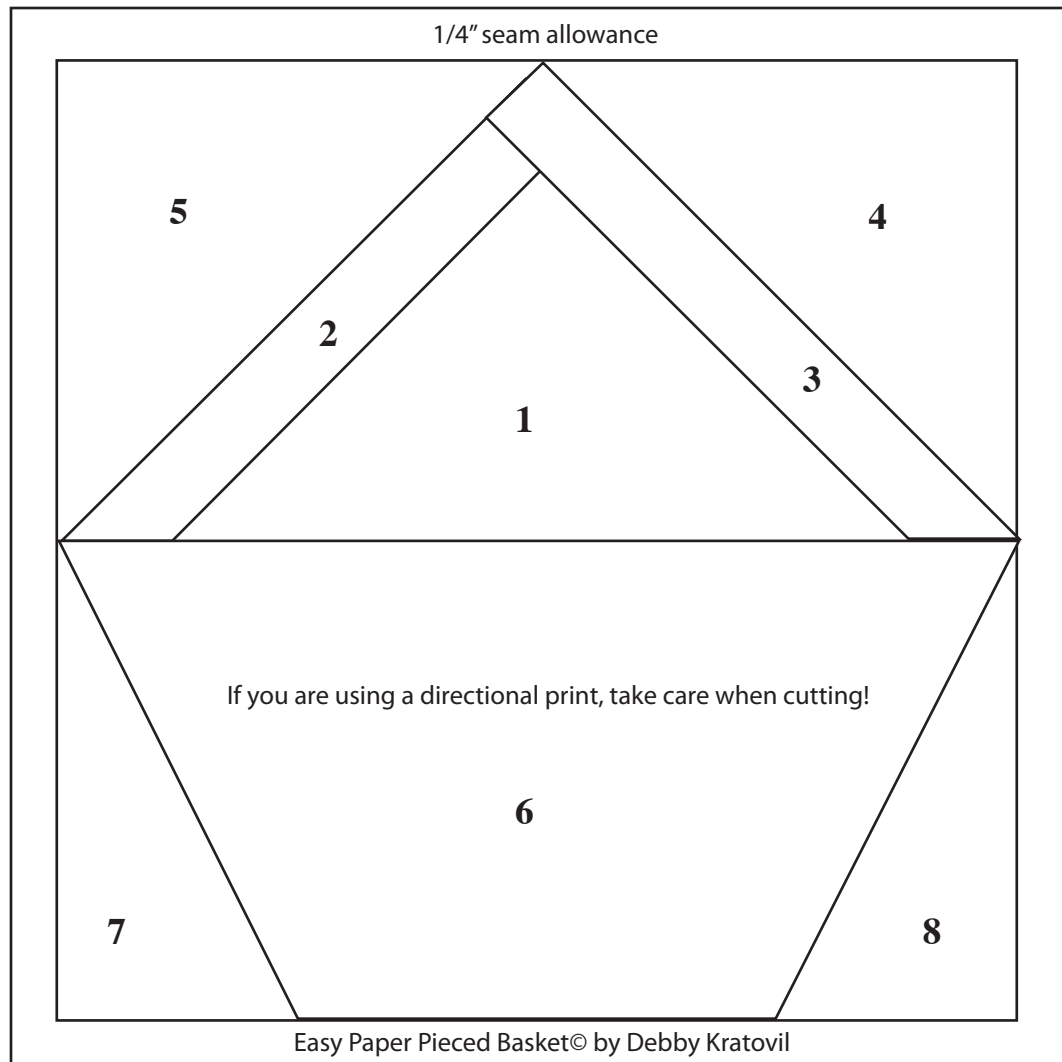 1/4" seam allowance
5
4
2
3
1
If you are using a directional print, take care when cutting!
6
7
8
Easy Paper Pieced Basket© by Debby Kratovil